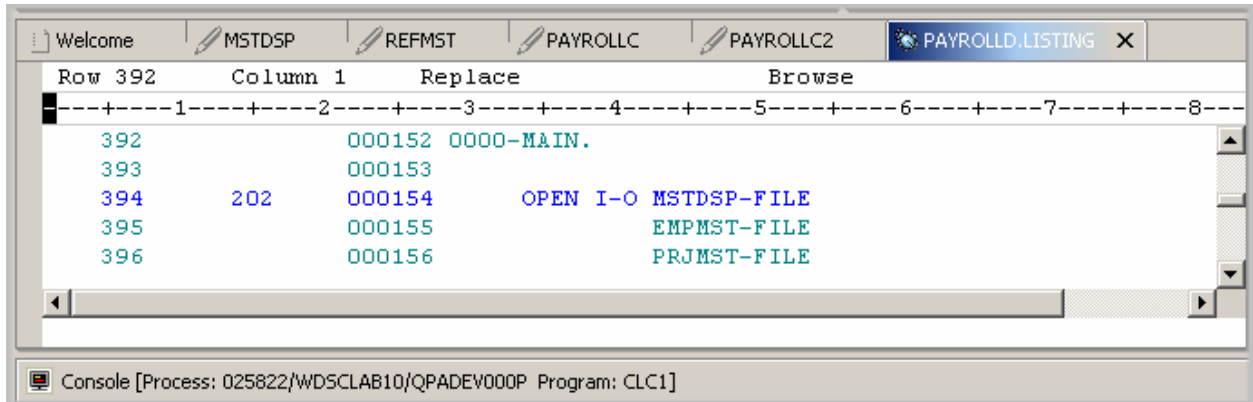 Welcome MSTDSP REFMST PAYROLLC PAYROLLC2 PAYROLLD.LISTING
Row 392 Column 1 Replace Browse
----+----1----+----2----+----3----+----4----+----5----+----6----+----7----+----8---
392 000152 0000-MAIN.
393 000153
394 202 000154 OPEN I-O MSTDSP-FILE
395 000155 EMPMST-FILE
396 000156 PRJMST-FILE
Console [Process: 025822/WDSCLAB10/QPADEV000P Program: CLC1]